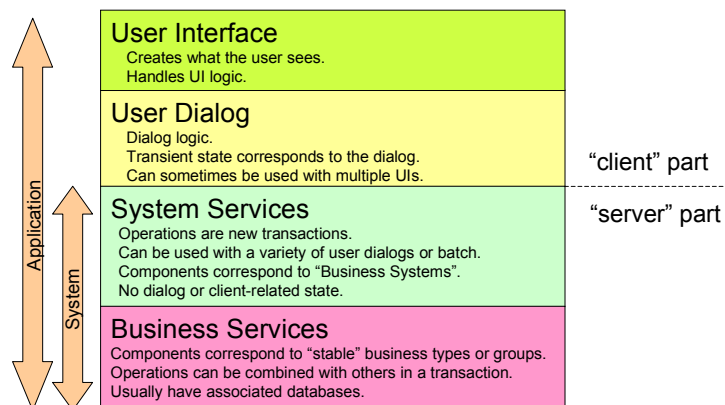 User Interface
Creates what the user sees.
Handles UI logic.
User Dialog
Dialog logic.
Transient state corresponds to the dialog.
Can sometimes be used with multiple UIs.
“client” part
System Services
Operations are new transactions.
Can be used with a variety of user dialogs or batch.
Components correspond to “Business Systems”.
No dialog or client-related state.
“server” part
Business Services
Components correspond to “stable” business types or groups.
Operations can be combined with others in a transaction.
Usually have associated databases.
Application
System